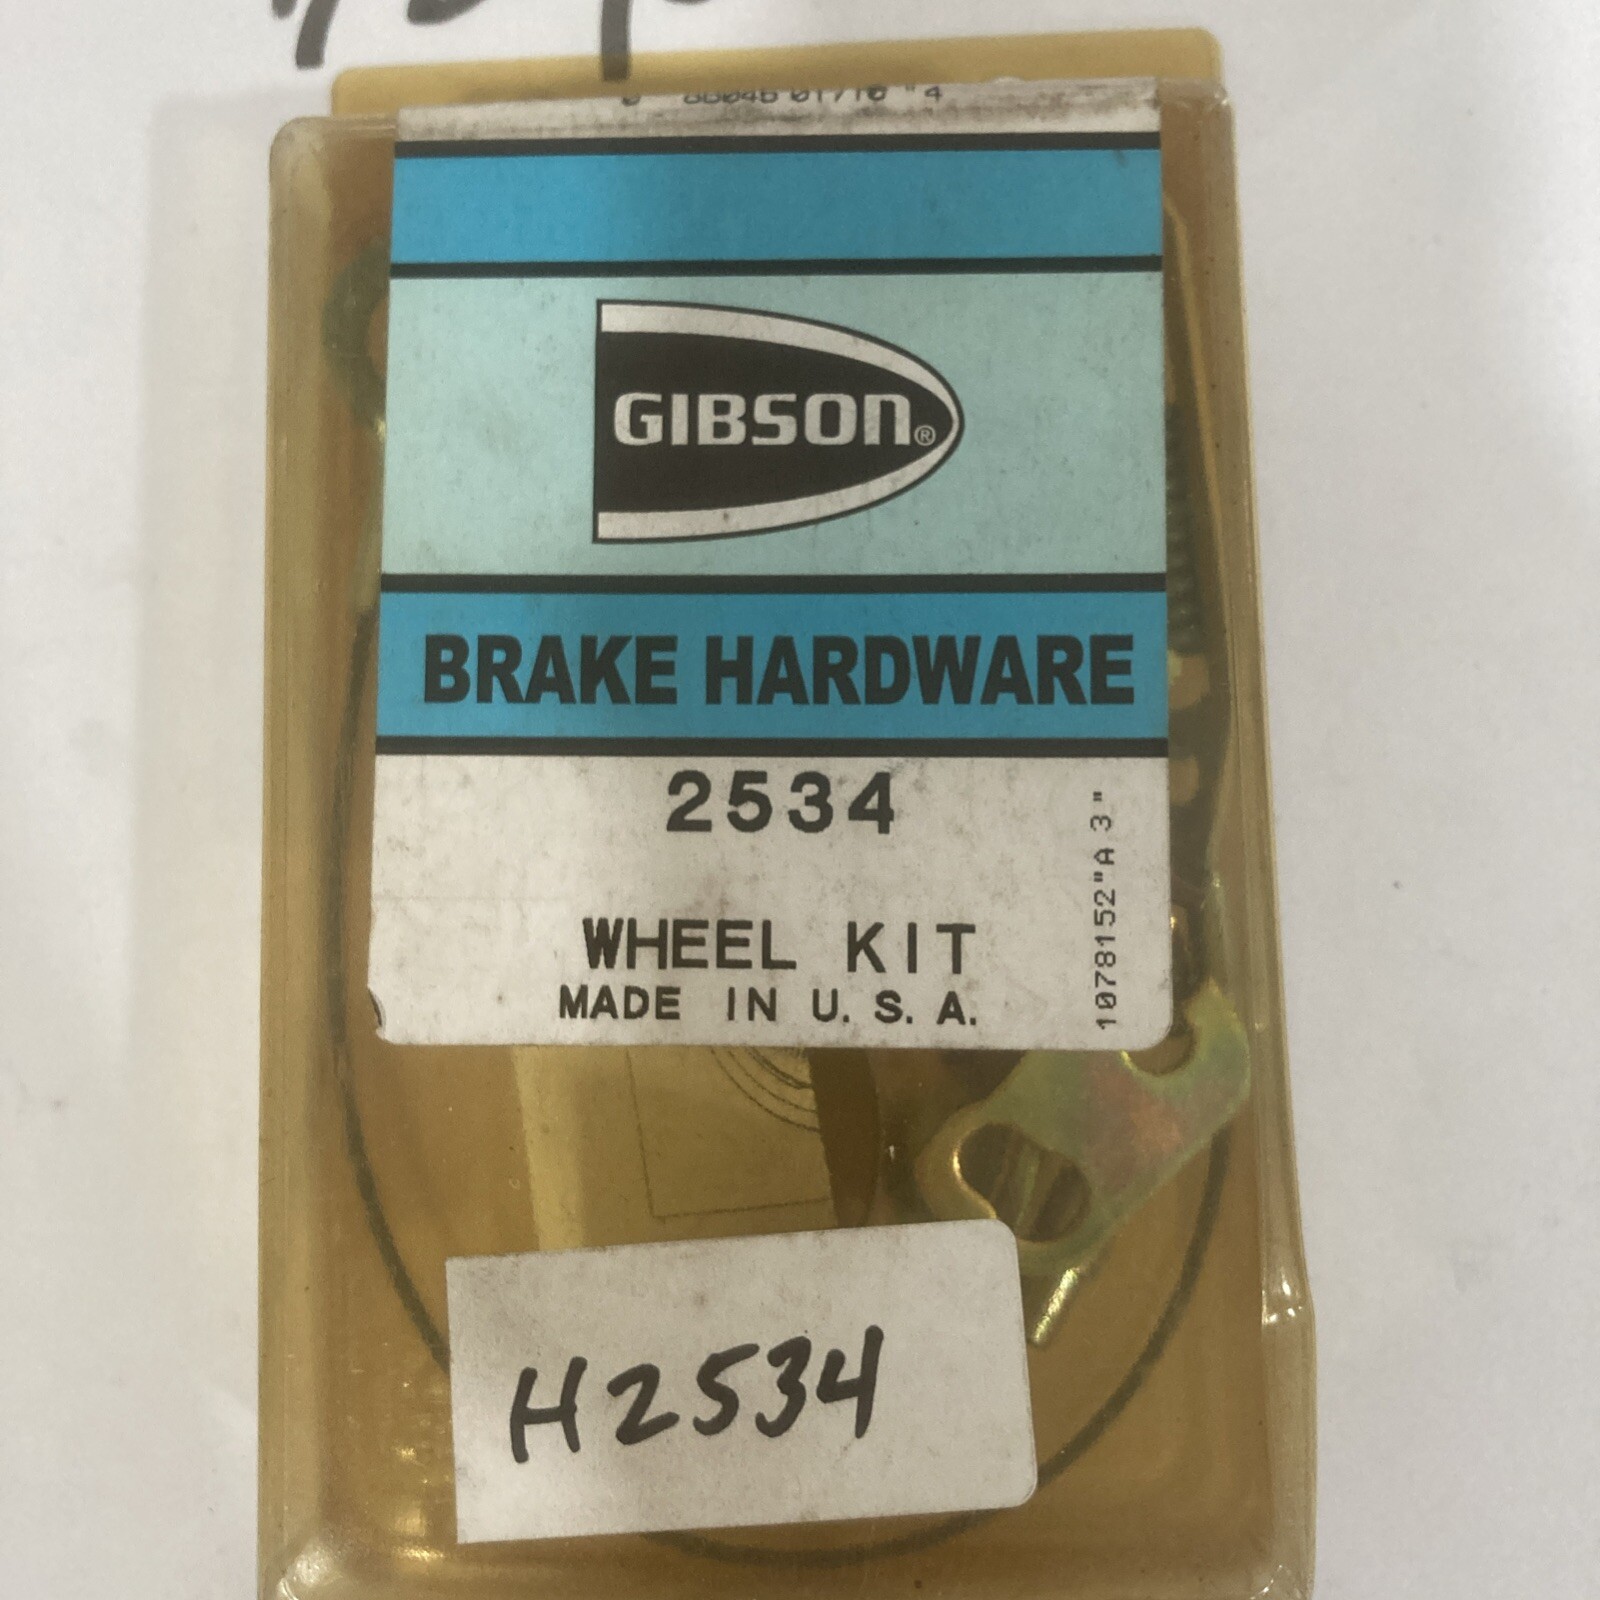 GIBSON®
BRAKE HARDWARE
2534
WHEEL KIT
MADE IN U. S. A.
1078152"A 3"
H2534